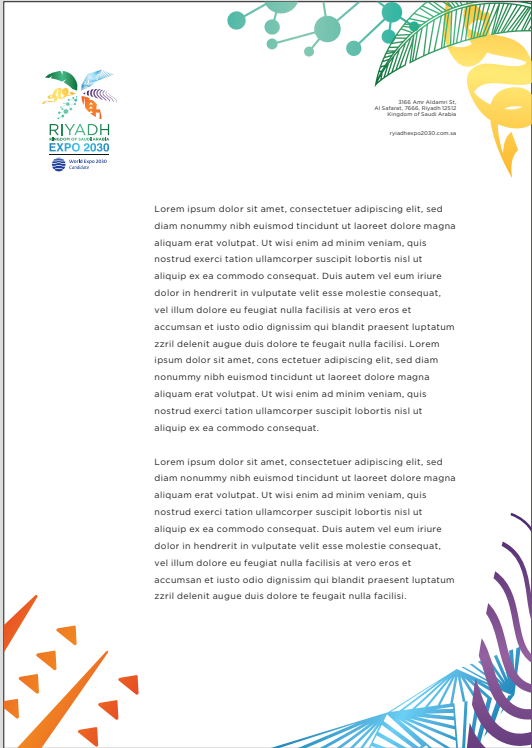 RIYADH
KINGDOM OF SAUDI ARABIA
EXPO 2030
World Expo 2030
Candidate
3166 Amr Aldamri St,
Al Safarat, 7666, Riyadh 12512
Kingdom of Saudi Arabia
riyadhexpo2030.com.sa
Lorem ipsum dolor sit amet, consectetuer adipiscing elit, sed
diam nonummy nibh euismod tincidunt ut laoreet dolore magna
aliquam erat volutpat. Ut wisi enim ad minim veniam, quis
nostrud exerci tation ullamcorper suscipit lobortis nisl ut
aliquip ex ea commodo consequat. Duis autem vel eum iriure
dolor in hendrerit in vulputate velit esse molestie consequat,
vel illum dolore eu feugiat nulla facilisis at vero eros et
accumsan et iusto odio dignissim qui blandit praesent luptatum
zzril delenit augue duis dolore te feugait nulla facilisi. Lorem
ipsum dolor sit amet, cons ectetuer adipiscing elit, sed diam
nonummy nibh euismod tincidunt ut laoreet dolore magna
aliquam erat volutpat. Ut wisi enim ad minim veniam, quis
nostrud exerci tation ullamcorper suscipit lobortis nisl ut
aliquip ex ea commodo consequat.
Lorem ipsum dolor sit amet, consectetuer adipiscing elit, sed
diam nonummy nibh euismod tincidunt ut laoreet dolore magna
aliquam erat volutpat. Ut wisi enim ad minim veniam, quis
nostrud exerci tation ullamcorper suscipit lobortis nisl ut
aliquip ex ea commodo consequat. Duis autem vel eum iriure
dolor in hendrerit in vulputate velit esse molestie consequat,
vel illum dolore eu feugiat nulla facilisis at vero eros et
accumsan et iusto odio dignissim qui blandit praesent luptatum
zzril delenit augue duis dolore te feugait nulla facilisi.